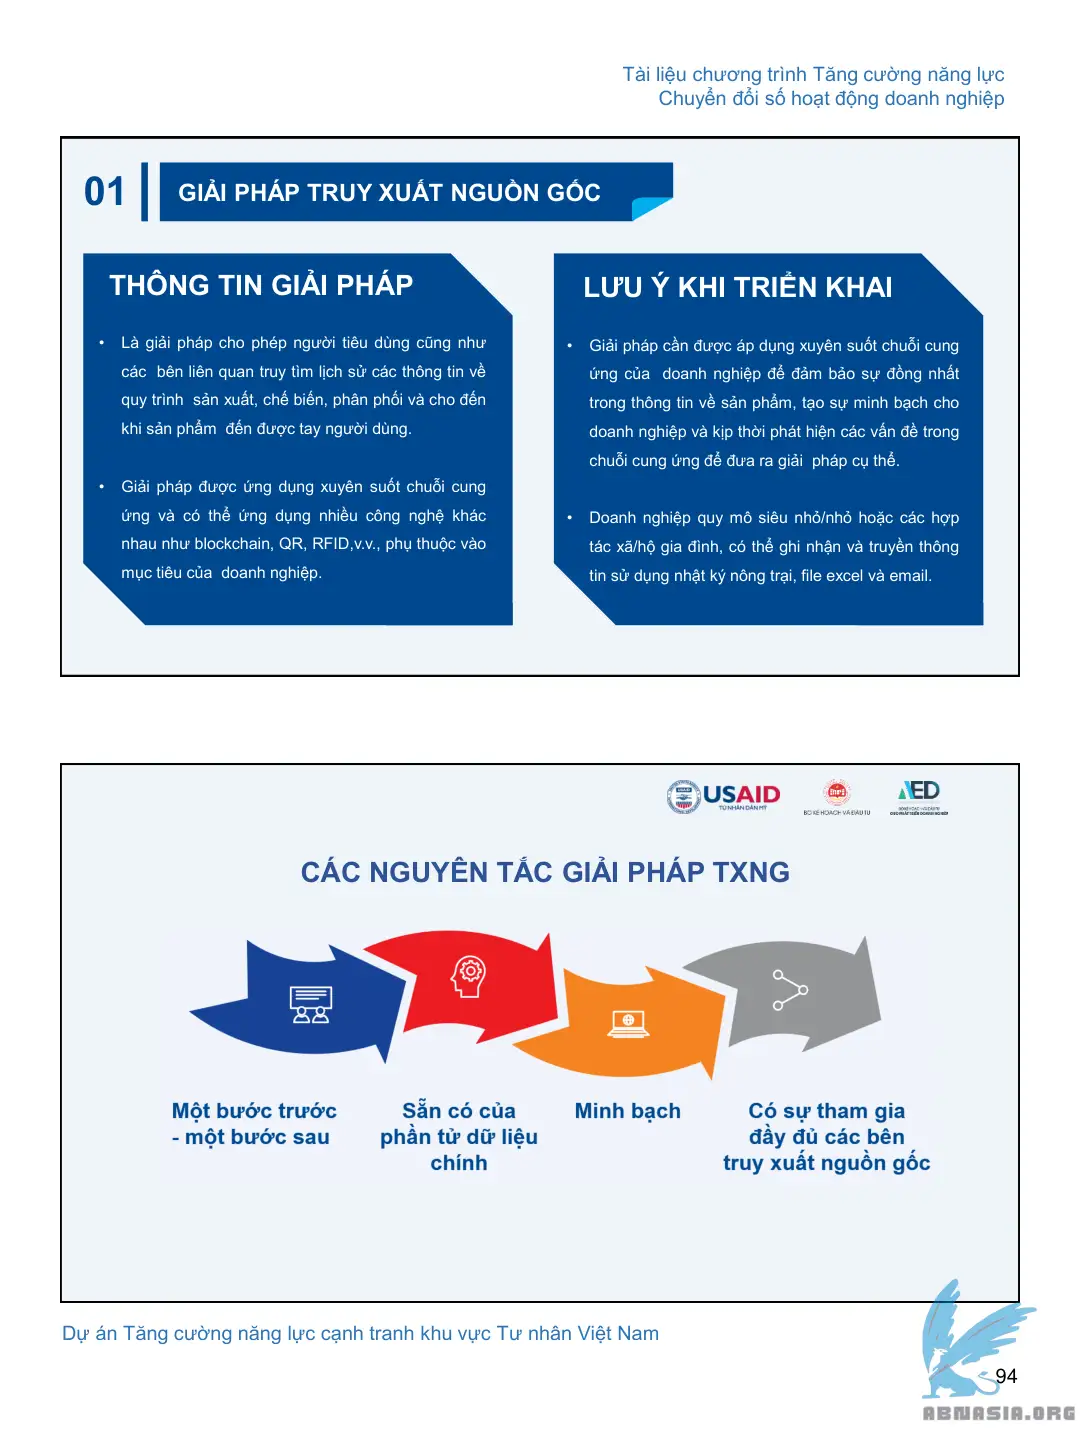 Tài liệu chương trình Tăng cường năng lực
Chuyển đổi số hoạt động doanh nghiệp
01
GIẢI PHÁP TRUY XUẤT NGUỒN GỐC
THÔNG TIN GIẢI PHÁP
• Là giải pháp cho phép người tiêu dùng cũng như
các bên liên quan truy tìm lịch sử các thông tin về
quy trình sản xuất, chế biến, phân phối và cho đến
khi sản phẩm đến được tay người dùng.
• Giải pháp được ứng dụng xuyên suốt chuỗi cung
ứng và có thể ứng dụng nhiều công nghệ khác
nhau như blockchain, QR, RFID,v.v., phụ thuộc vào
mục tiêu của doanh nghiệp.
LƯU Ý KHI TRIỂN KHAI
• Giải pháp cần được áp dụng xuyên suốt chuỗi cung
ứng của doanh nghiệp để đảm bảo sự đồng nhất
trong thông tin về sản phẩm, tạo sự minh bạch cho
doanh nghiệp và kịp thời phát hiện các vấn đề trong
chuỗi cung ứng để đưa ra giải pháp cụ thể.
• Doanh nghiệp quy mô siêu nhỏ/nhỏ hoặc các hợp
tác xã/hộ gia đình, có thể ghi nhận và truyền thông
tin sử dụng nhật ký nông trại, file excel và email.
USAID
TỪ NHÂN DÂN MỸ
BỘ KẾ HOẠCH VÀ ĐẦU TƯ
AED
CÁC NGUYÊN TẮC GIẢI PHÁP TXNG
Một bước trước
- một bước sau
Sẵn có của
phần tử dữ liệu
chính
Minh bạch
Có sự tham gia
đầy đủ các bên
truy xuất nguồn gốc
Dự án Tăng cường năng lực cạnh tranh khu vực Tư nhân Việt Nam
94
ABNASIA.ORG